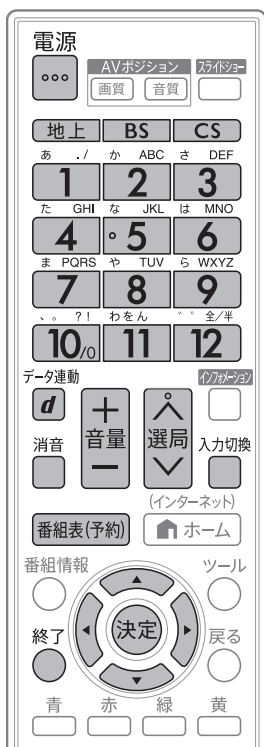 電源
AVポジション スライドショー
画質 音質
地上 BS CS
あ ./ か ABC さ DEF
1 2 3
た GHI な JKL は MNO
4 5 6
ま PQRS や TUV ら WXYZ
7 8 9
、。 ?! わをん ゛゜ 全/半
10/0 11 12
データ連動 インフォメーション
d + 音量 − 選局
消音 入力切換
(インターネット)
番組表(予約) ホーム
番組情報 ツール
決定
終了 戻る
青 赤 緑 黄